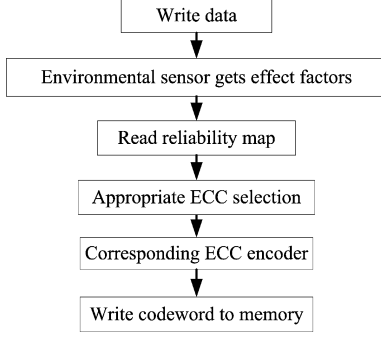 Write data
Environmental sensor gets effect factors
Read reliability map
Appropriate ECC selection
Corresponding ECC encoder
Write codeword to memory